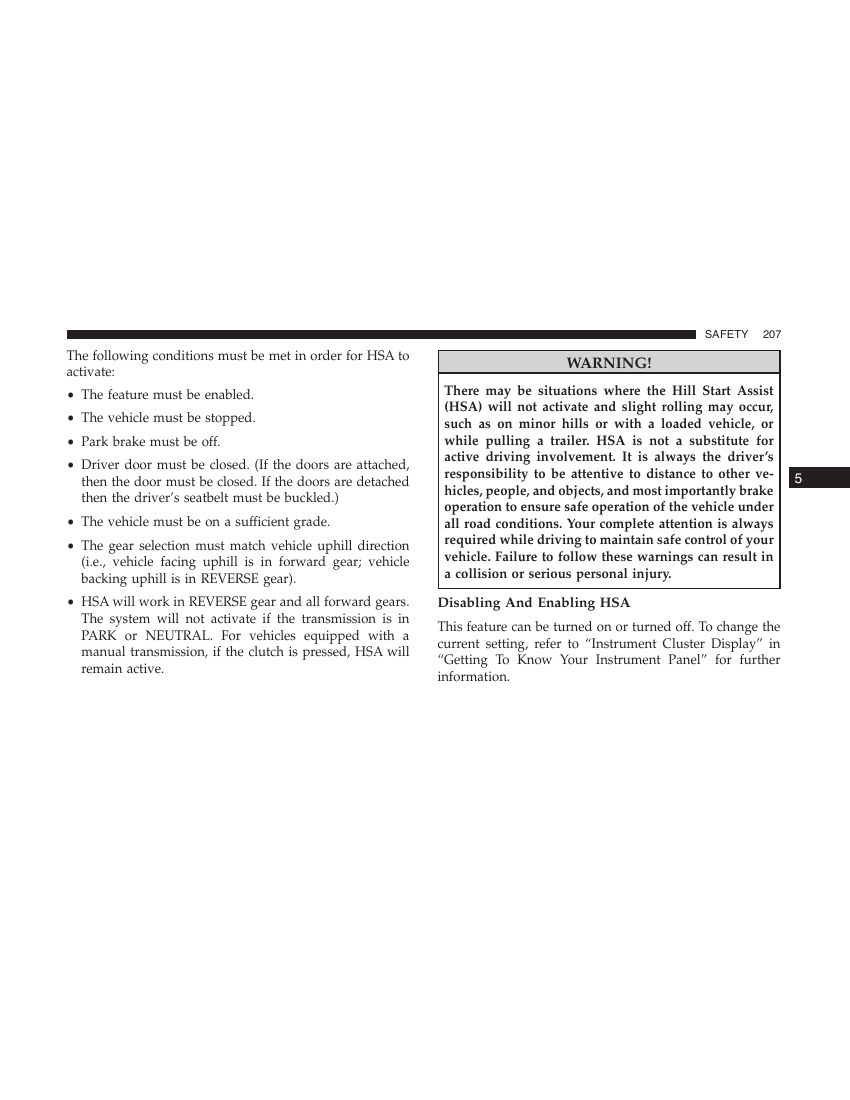 SAFETY 207
The following conditions must be met in order for HSA to
activate:
• The feature must be enabled.
• The vehicle must be stopped.
• Park brake must be off.
• Driver door must be closed. (If the doors are attached,
then the door must be closed. If the doors are detached
then the driver’s seatbelt must be buckled.)
• The vehicle must be on a sufficient grade.
• The gear selection must match vehicle uphill direction
(i.e., vehicle facing uphill is in forward gear; vehicle
backing uphill is in REVERSE gear).
• HSA will work in REVERSE gear and all forward gears.
The system will not activate if the transmission is in
PARK or NEUTRAL. For vehicles equipped with a
manual transmission, if the clutch is pressed, HSA will
remain active.
WARNING!
There may be situations where the Hill Start Assist
(HSA) will not activate and slight rolling may occur,
such as on minor hills or with a loaded vehicle, or
while pulling a trailer. HSA is not a substitute for
active driving involvement. It is always the driver’s
responsibility to be attentive to distance to other ve-
hicles, people, and objects, and most importantly brake
operation to ensure safe operation of the vehicle under
all road conditions. Your complete attention is always
required while driving to maintain safe control of your
vehicle. Failure to follow these warnings can result in
a collision or serious personal injury.
Disabling And Enabling HSA
This feature can be turned on or turned off. To change the
current setting, refer to “Instrument Cluster Display” in
“Getting To Know Your Instrument Panel” for further
information.
5